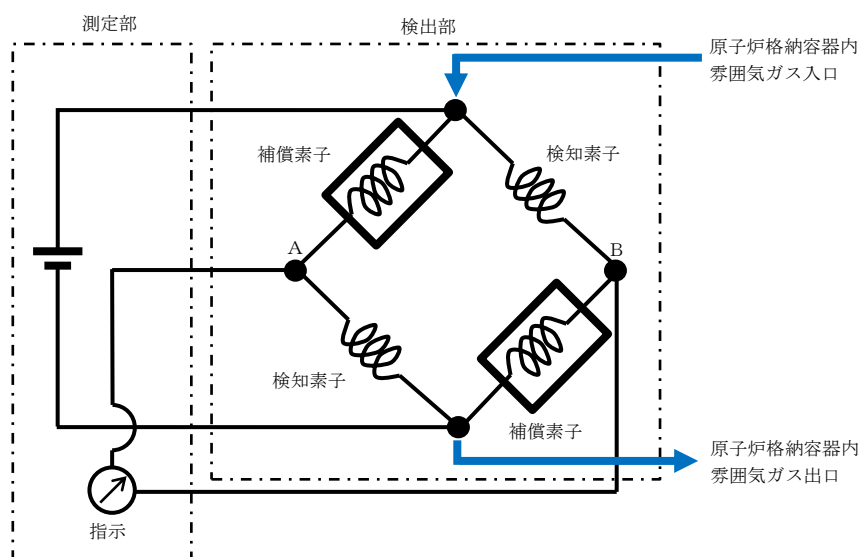 測定部
検出部
原子炉格納容器内
雰囲気ガス入口
補償素子
検知素子
A
B
検知素子
補償素子
原子炉格納容器内
雰囲気ガス出口
指示